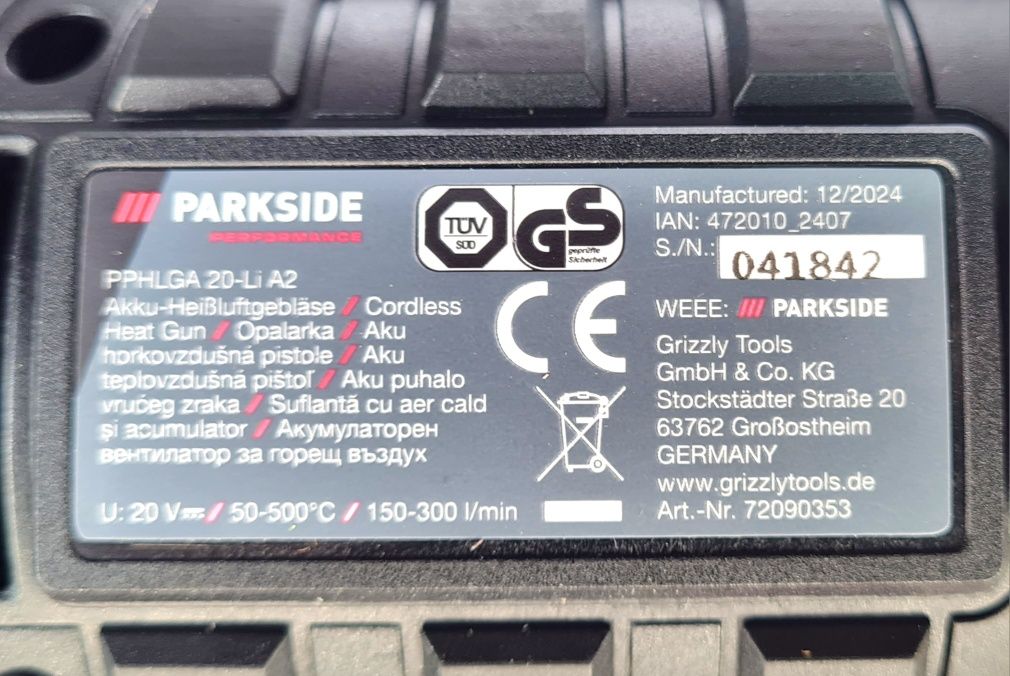 PARKSIDE
PERFORMANCE
PPHLGA 20-Li A2
Akku-Heißluftgebläse / Cordless
Heat Gun / Opalarka / Aku
horkovzdušná pistole / Aku
teplovzdušná pištoľ / Aku puhalo
vrućeg zraka / Suflantă cu aer cald
și acumulator / Акумулаторен
вентилатор за горещ въздух
U: 20 V⎓ / 50-500°C / 150-300 l/min
TÜV
SÜD
GS
geprüfte
Sicherheit
CE
Manufactured: 12/2024
IAN: 472010_2407
S./N.: 041842
WEEE: /// PARKSIDE
Grizzly Tools
GmbH & Co. KG
Stockstädter Straße 20
63762 Großostheim
GERMANY
www.grizzlytools.de
Art.-Nr. 72090353